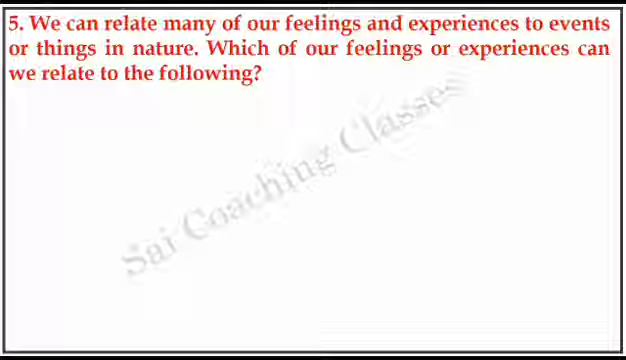 5. We can relate many of our feelings and experiences to events
or things in nature. Which of our feelings or experiences can
we relate to the following?
Sai Coaching Classes